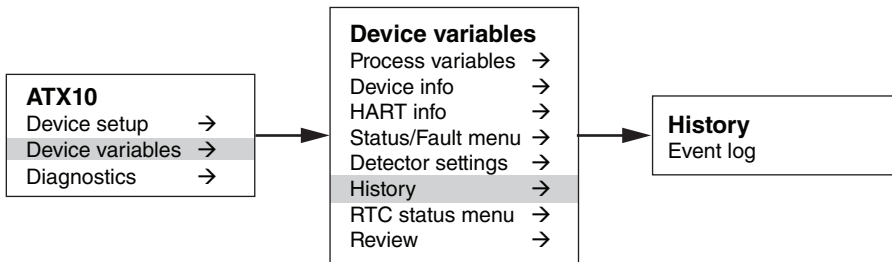 ATX10
Device setup →
Device variables →
Diagnostics →
Device variables
Process variables →
Device info →
HART info →
Status/Fault menu →
Detector settings →
History →
RTC status menu →
Review →
History
Event log